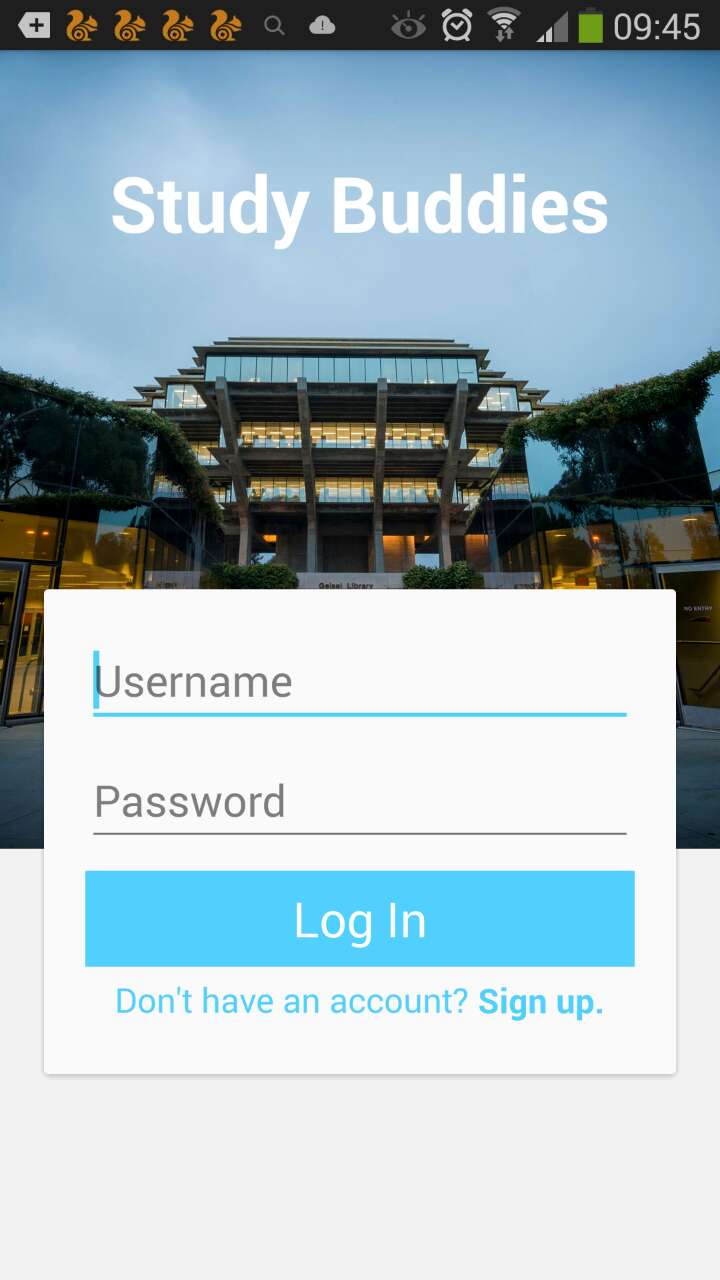 09:45
Study Buddies
Geisel Library
NO ENTRY
Username
Password
Log In
Don't have an account? Sign up.